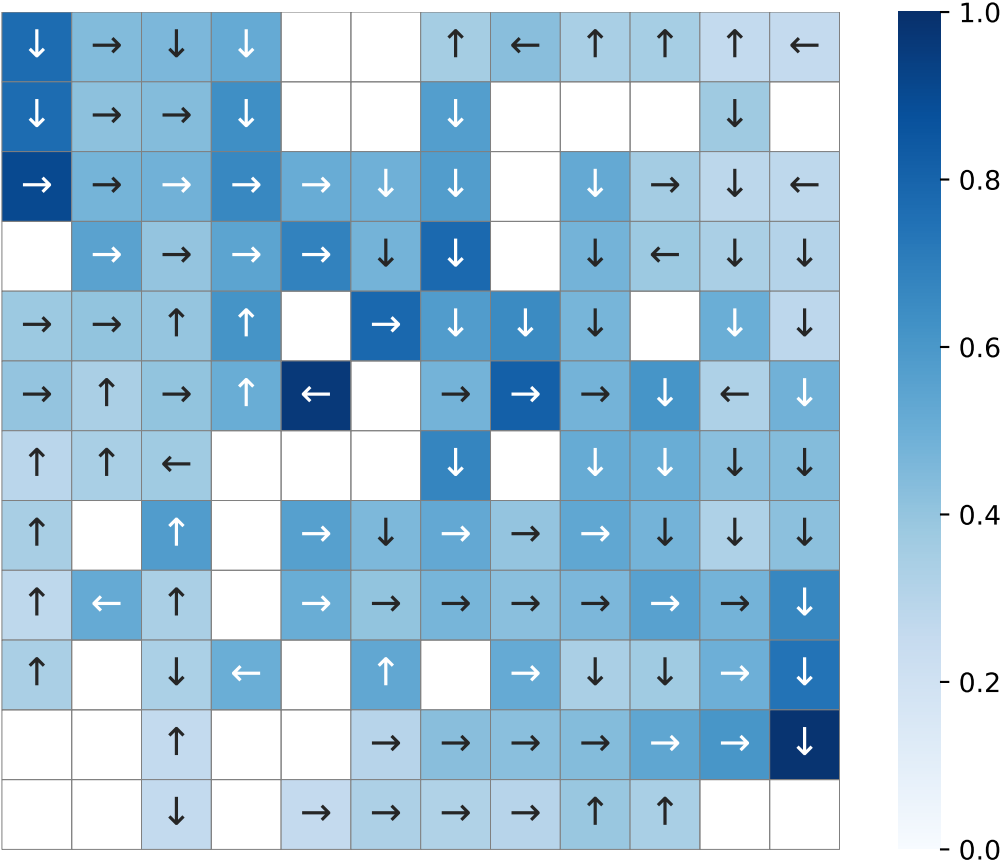 ↓ → ↓ ↓ ↑ ← ↑ ↑ ↑ ←
↓ → → ↓ ↓ ↓
→ → → → → ↓ ↓ ↓ → ↓ ←
→ → → → ↓ ↓ ↓ ← ↓ ↓
→ → ↑ ↑ → ↓ ↓ ↓ ↓ ↓
→ ↑ → ↑ ← → → → ↓ ← ↓
↑ ↑ ← ↓ ↓ ↓ ↓ ↓
↑ ↑ → ↓ → → → ↓ ↓ ↓
↑ ← ↑ → → → → → → → ↓
↑ ↓ ← ↑ → ↓ ↓ → ↓
↑ → → → → → → ↓
↓ → → → → ↑ ↑
1.0
0.8
0.6
0.4
0.2
0.0